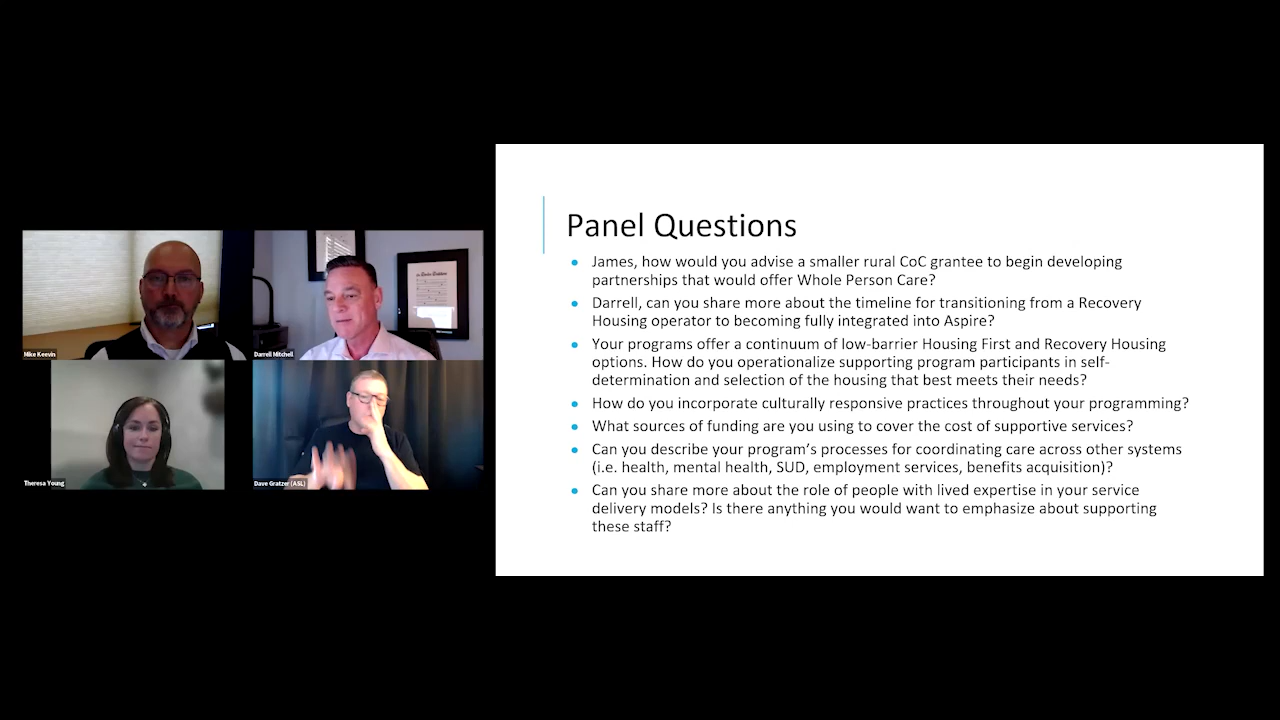 Panel Questions
• James, how would you advise a smaller rural CoC grantee to begin developing
partnerships that would offer Whole Person Care?
• Darrell, can you share more about the timeline for transitioning from a Recovery
Housing operator to becoming fully integrated into Aspire?
• Your programs offer a continuum of low-barrier Housing First and Recovery Housing
options. How do you operationalize supporting program participants in self-
determination and selection of the housing that best meets their needs?
• How do you incorporate culturally responsive practices throughout your programming?
• What sources of funding are you using to cover the cost of supportive services?
• Can you describe your program’s processes for coordinating care across other systems
(i.e. health, mental health, SUD, employment services, benefits acquisition)?
• Can you share more about the role of people with lived expertise in your service
delivery models? Is there anything you would want to emphasize about supporting
these staff?
Mike Keevin
Darrell Mitchell
Theresa Young
Dave Gratzer (ASL)